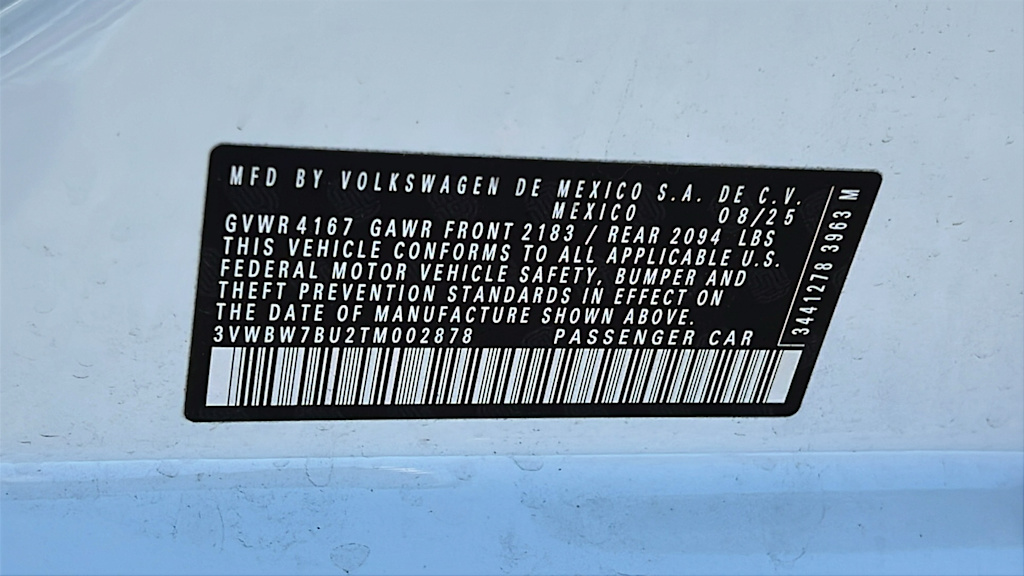 MFD BY VOLKSWAGEN DE MEXICO S.A. DE C.V.
MEXICO 08/25
GVWR 4167 GAWR FRONT 2183 / REAR 2094 LBS
THIS VEHICLE CONFORMS TO ALL APPLICABLE U.S.
FEDERAL MOTOR VEHICLE SAFETY, BUMPER AND
THEFT PREVENTION STANDARDS IN EFFECT ON
THE DATE OF MANUFACTURE SHOWN ABOVE.
3VWBW7BU2TM002878 PASSENGER CAR
3441278 3963 M